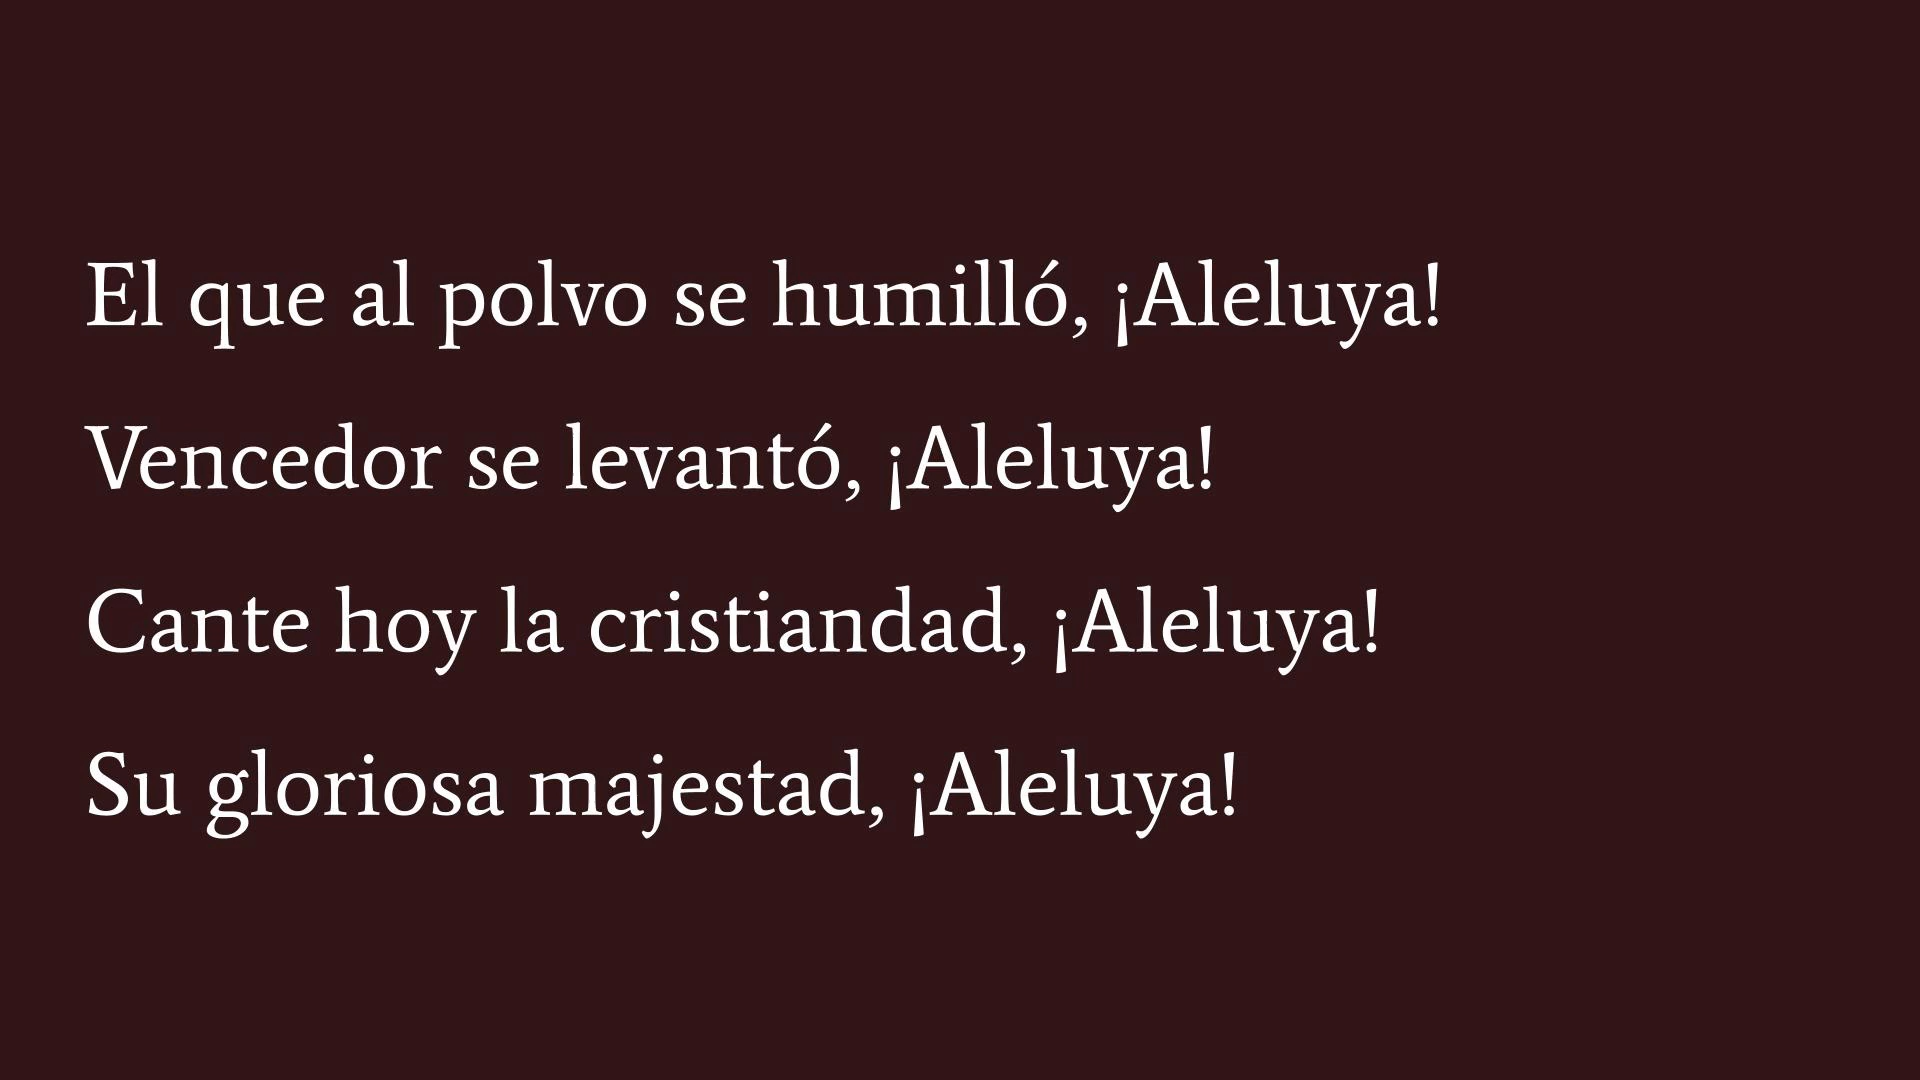 El que al polvo se humilló, ¡Aleluya!
Vencedor se levantó, ¡Aleluya!
Cante hoy la cristiandad, ¡Aleluya!
Su gloriosa majestad, ¡Aleluya!